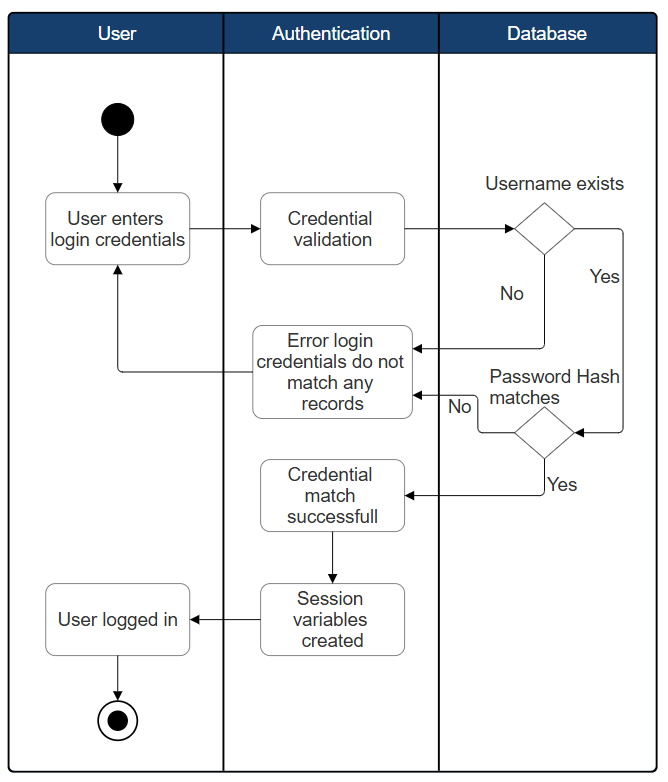 User
Authentication
Database
Username exists
User enters
login credentials
Credential
validation
Yes
No
Error login
credentials do not
match any
records
Password Hash
matches
No
Credential
match
successfull
Yes
Session
variables
created
User logged in